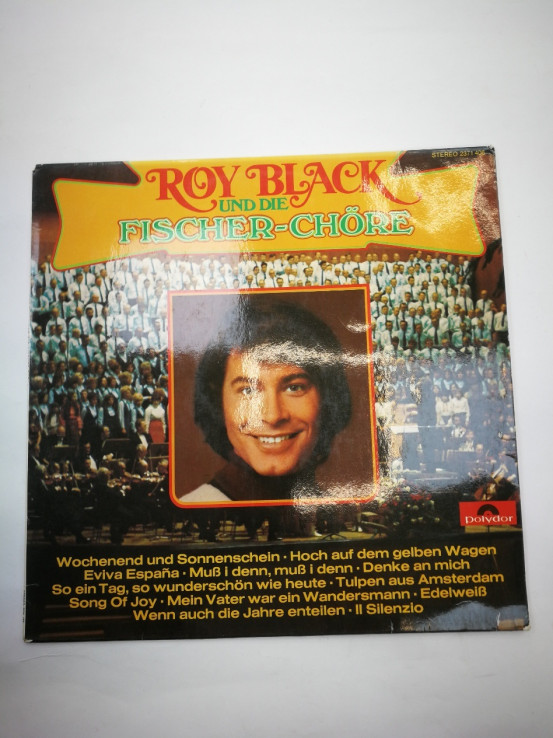 STEREO 2371
ROY BLACK
UND DIE
FISCHER-CHÖRE
polydor
Wochenend und Sonnenschein · Hoch auf dem gelben Wagen
Eviva España · Muß i denn, muß i denn · Denke an mich
So ein Tag, so wunderschön wie heute · Tulpen aus Amsterdam
Song Of Joy · Mein Vater war ein Wandersmann · Edelweiß
Wenn auch die Jahre enteilen · Il Silenzio